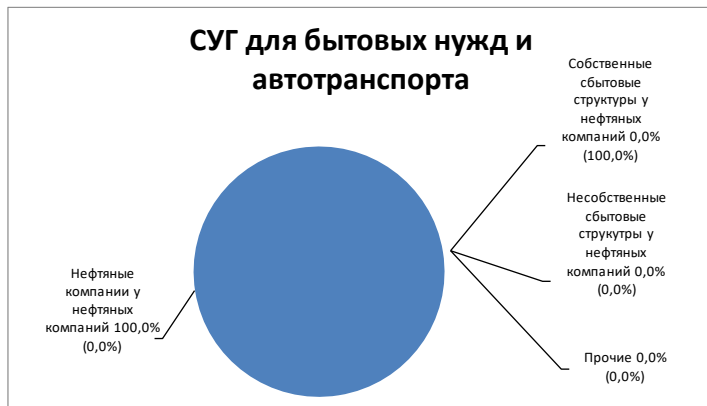 СУГ для бытовых нужд и
автотранспорта
Собственные
сбытовые
структуры у
нефтяных
компаний 0,0%
(100,0%)
Несобственные
сбытовые
струкутры у
нефтяных
компаний 0,0%
(0,0%)
Нефтяные
компании у
нефтяных
компаний 100,0%
(0,0%)
Прочие 0,0%
(0,0%)